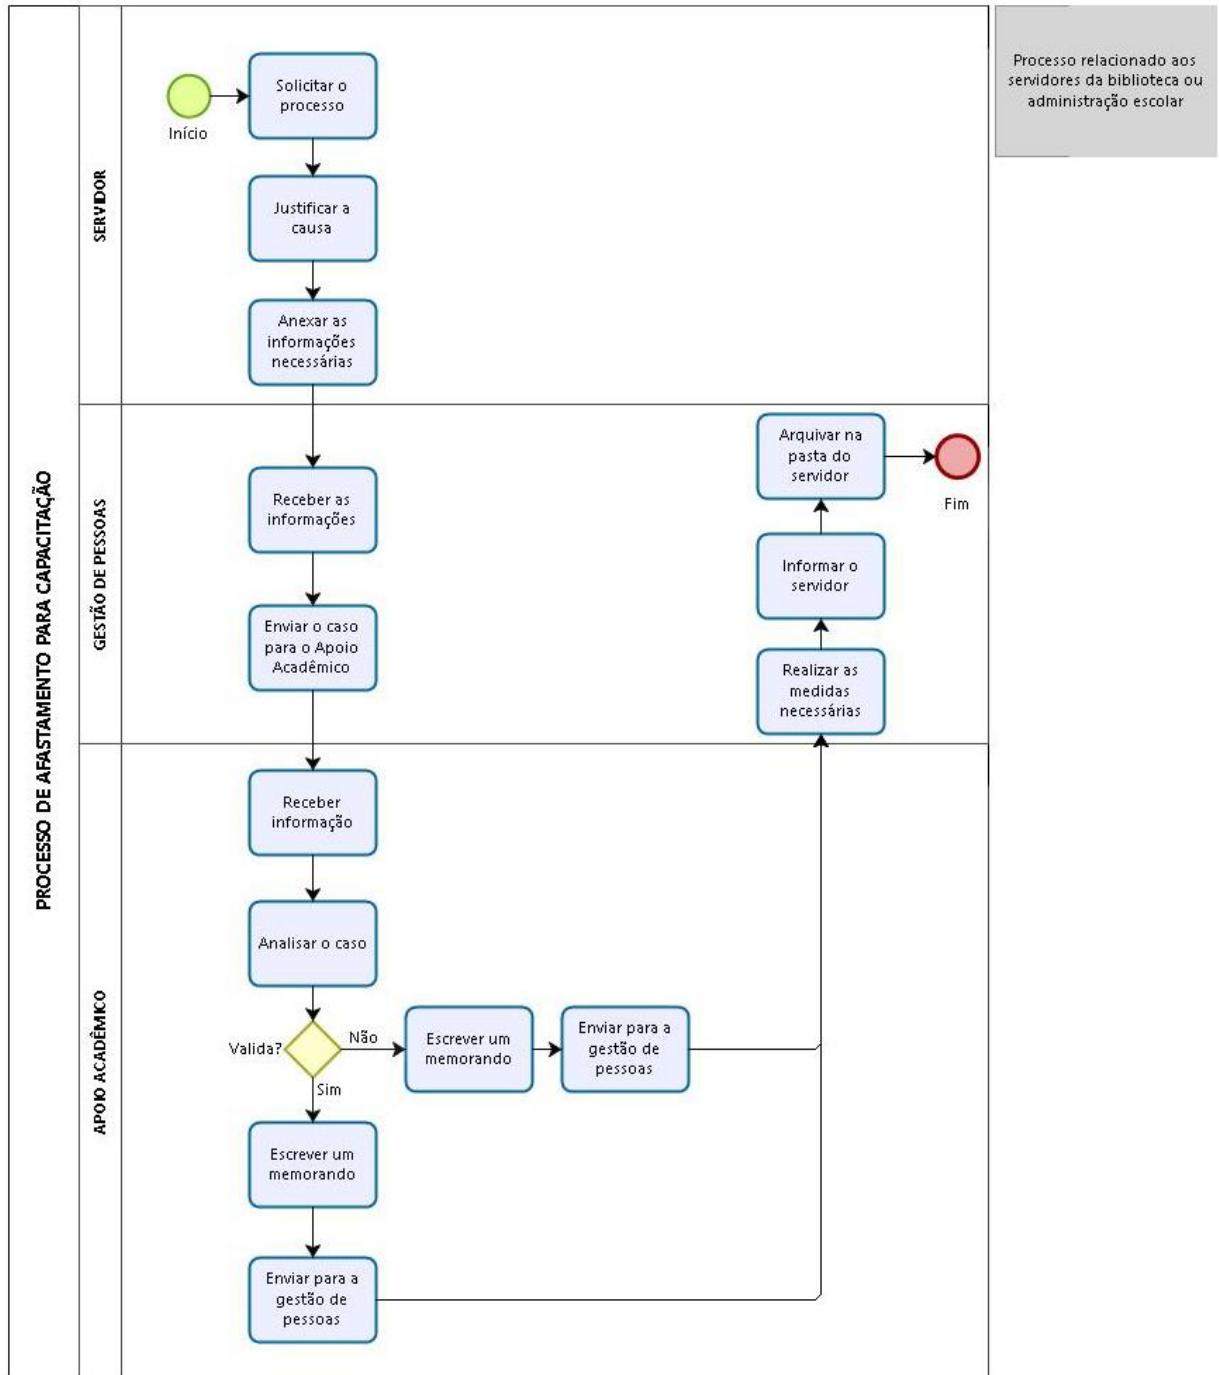 PROCESSO DE AFASTAMENTO PARA CAPACITAÇÃO
SERVIDOR
Início
Solicitar o
processo
Justificar a
causa
Anexar as
informações
necessárias
Processo relacionado aos
servidores da biblioteca ou
administração escolar
GESTÃO DE PESSOAS
Receber as
informações
Enviar o caso
para o Apoio
Acadêmico
Arquivar na
pasta do
servidor
Fim
Informar o
servidor
Realizar as
medidas
necessárias
APOIO ACADÊMICO
Receber
informação
Analisar o caso
Valida?
Não
Escrever um
memorando
Enviar para a
gestão de
pessoas
Sim
Escrever um
memorando
Enviar para a
gestão de
pessoas